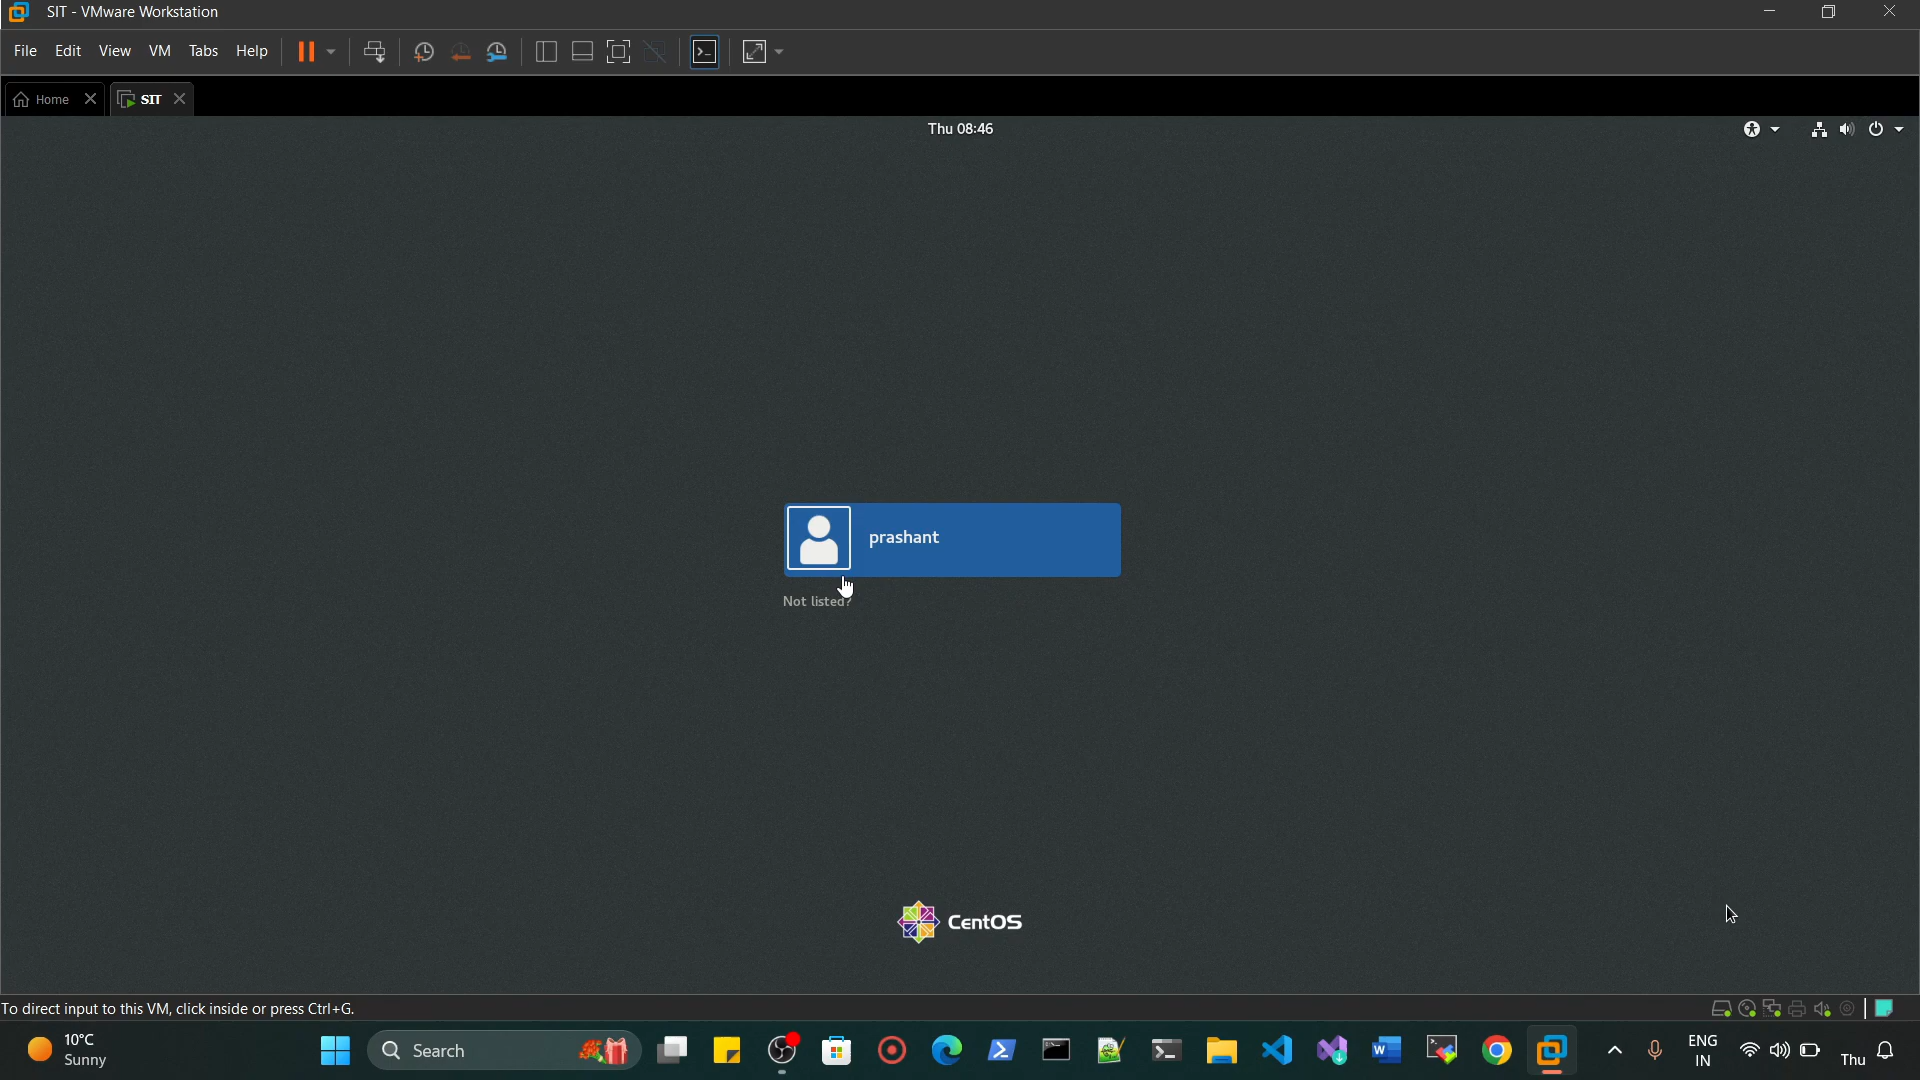 SIT - VMware Workstation
File Edit View VM Tabs Help
Home SIT
Thu 08:46
prashant
Not listed?
CentOS
To direct input to this VM, click inside or press Ctrl+G.
10°C
Sunny
Search
ENG
IN
Thu